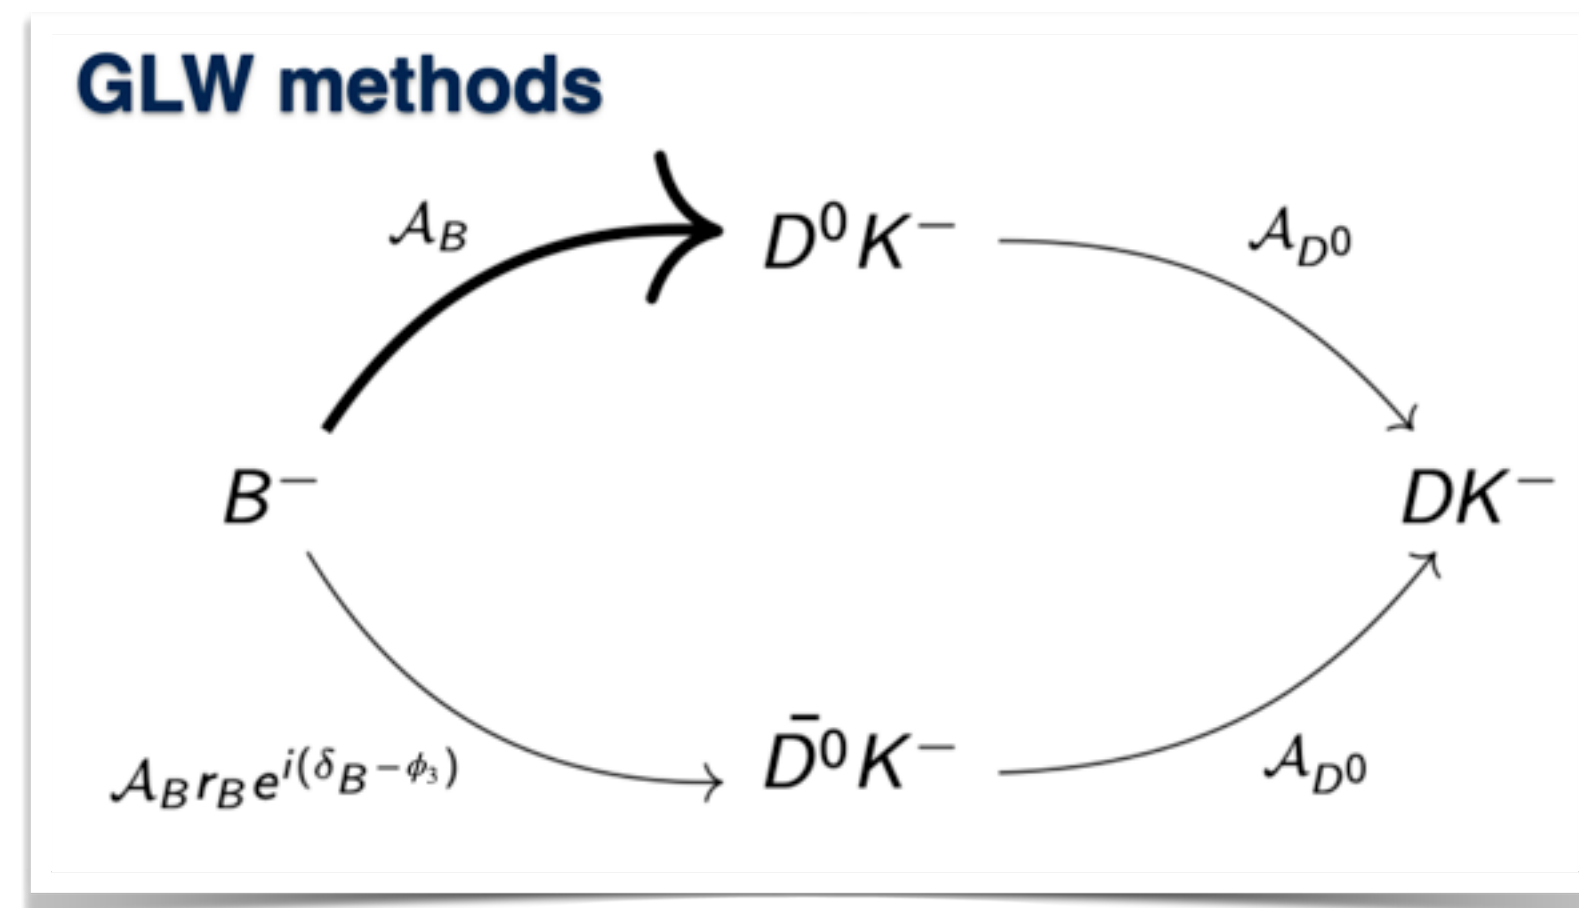 GLW methods
𝒜_B
D⁰K⁻
𝒜_{D⁰}
B⁻
DK⁻
𝒜_B r_B e^{i(δ_B−ϕ₃)}
D̄⁰K⁻
𝒜_{D⁰}